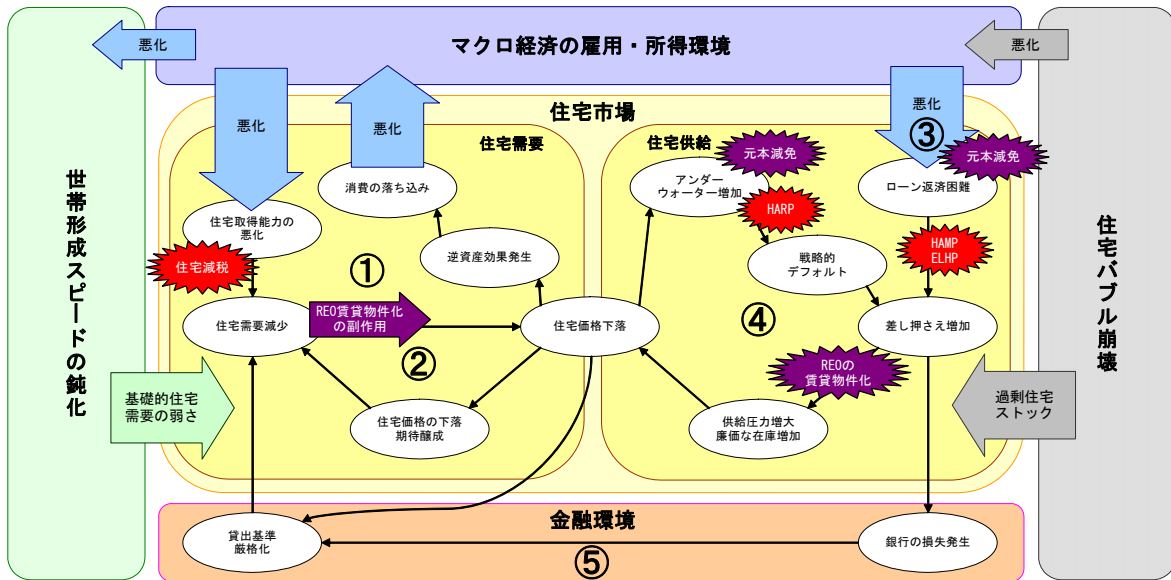 マクロ経済の雇用・所得環境
悪化
悪化
悪化
悪化
悪化
③
世帯形成スピードの鈍化
住宅バブル崩壊
住宅市場
住宅需要
住宅供給
消費の落ち込み
住宅取得能力の
悪化
住宅減税
逆資産効果発生
①
REO賃貸物件化
の副作用
住宅需要減少
②
住宅価格下落
住宅価格の下落
期待醸成
基礎的住宅
需要の弱さ
元本減免
アンダー
ウォーター増加
HARP
戦略的
デフォルト
④
元本減免
ローン返済困難
HAMP
ELHP
差し押さえ増加
REOの
賃貸物件化
供給圧力増大
廉価な在庫増加
過剰住宅
ストック
金融環境
貸出基準
厳格化
⑤
銀行の損失発生